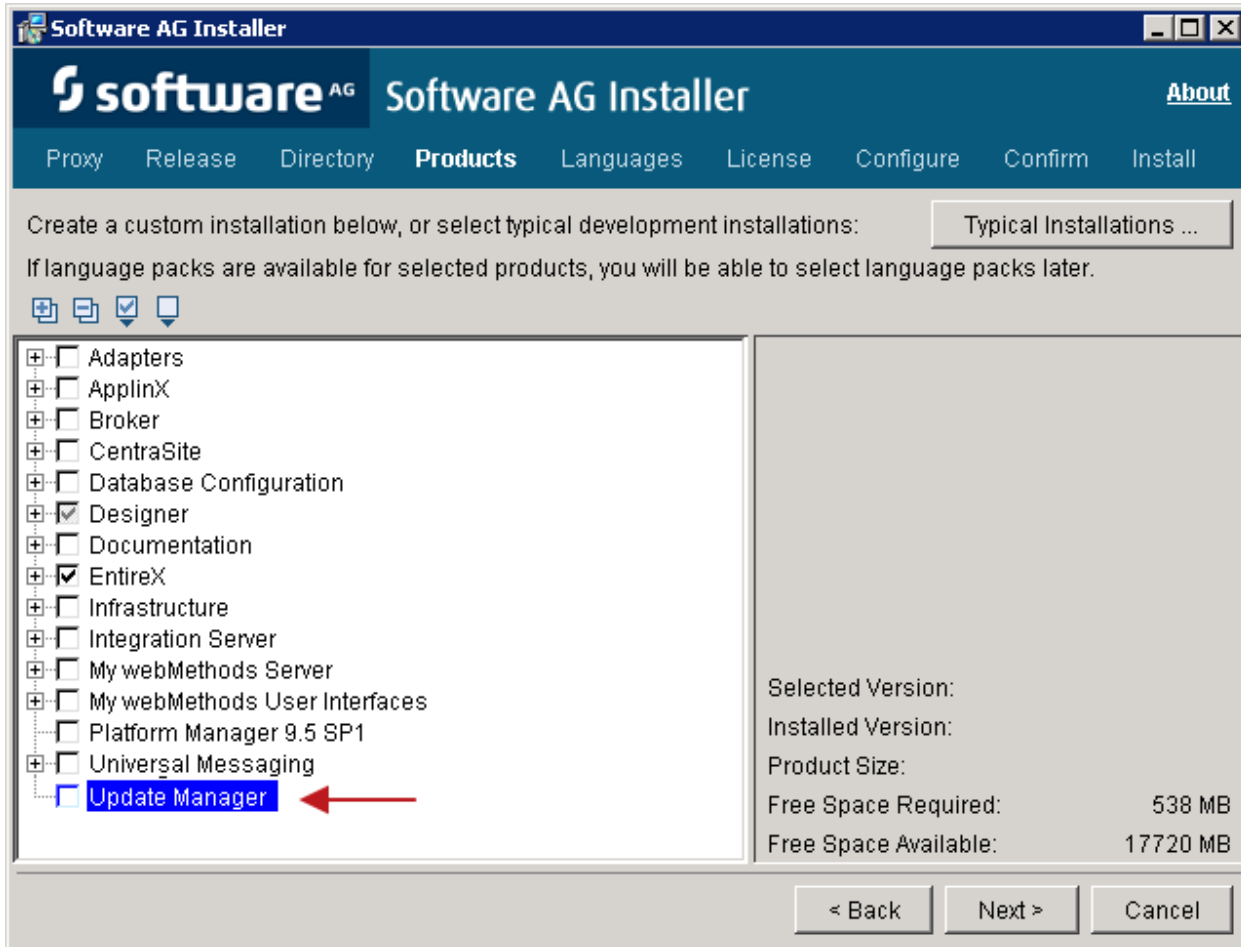 Software AG Installer
software AG Software AG Installer About
Proxy Release Directory Products Languages License Configure Confirm Install
Create a custom installation below, or select typical development installations: Typical Installations ...
If language packs are available for selected products, you will be able to select language packs later.
Adapters
ApplinX
Broker
CentraSite
Database Configuration
Designer
Documentation
EntireX
Infrastructure
Integration Server
My webMethods Server
My webMethods User Interfaces
Platform Manager 9.5 SP1
Universal Messaging
Update Manager
Selected Version:
Installed Version:
Product Size:
Free Space Required: 538 MB
Free Space Available: 17720 MB
< Back Next > Cancel